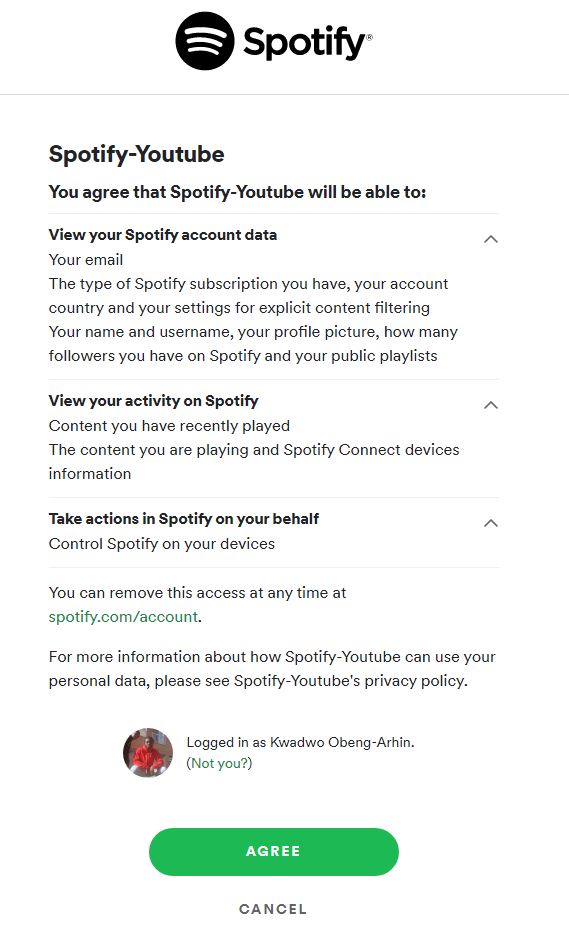 Spotify®
Spotify-Youtube
You agree that Spotify-Youtube will be able to:
View your Spotify account data
Your email
The type of Spotify subscription you have, your account
country and your settings for explicit content filtering
Your name and username, your profile picture, how many
followers you have on Spotify and your public playlists
View your activity on Spotify
Content you have recently played
The content you are playing and Spotify Connect devices
information
Take actions in Spotify on your behalf
Control Spotify on your devices
You can remove this access at any time at
spotify.com/account.
For more information about how Spotify-Youtube can use your
personal data, please see Spotify-Youtube's privacy policy.
Logged in as Kwadwo Obeng-Arhin.
(Not you?)
AGREE
CANCEL